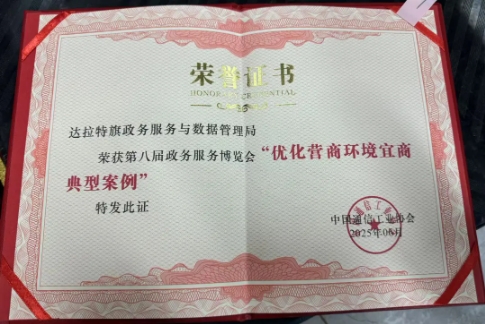 荣誉证书
HONORARY CREDENTIAL
达拉特旗政务服务与数据管理局
荣获第八届政务服务博览会“优化营商环境宜商
典型案例”
特发此证
中国通信工业协会
2025年06月